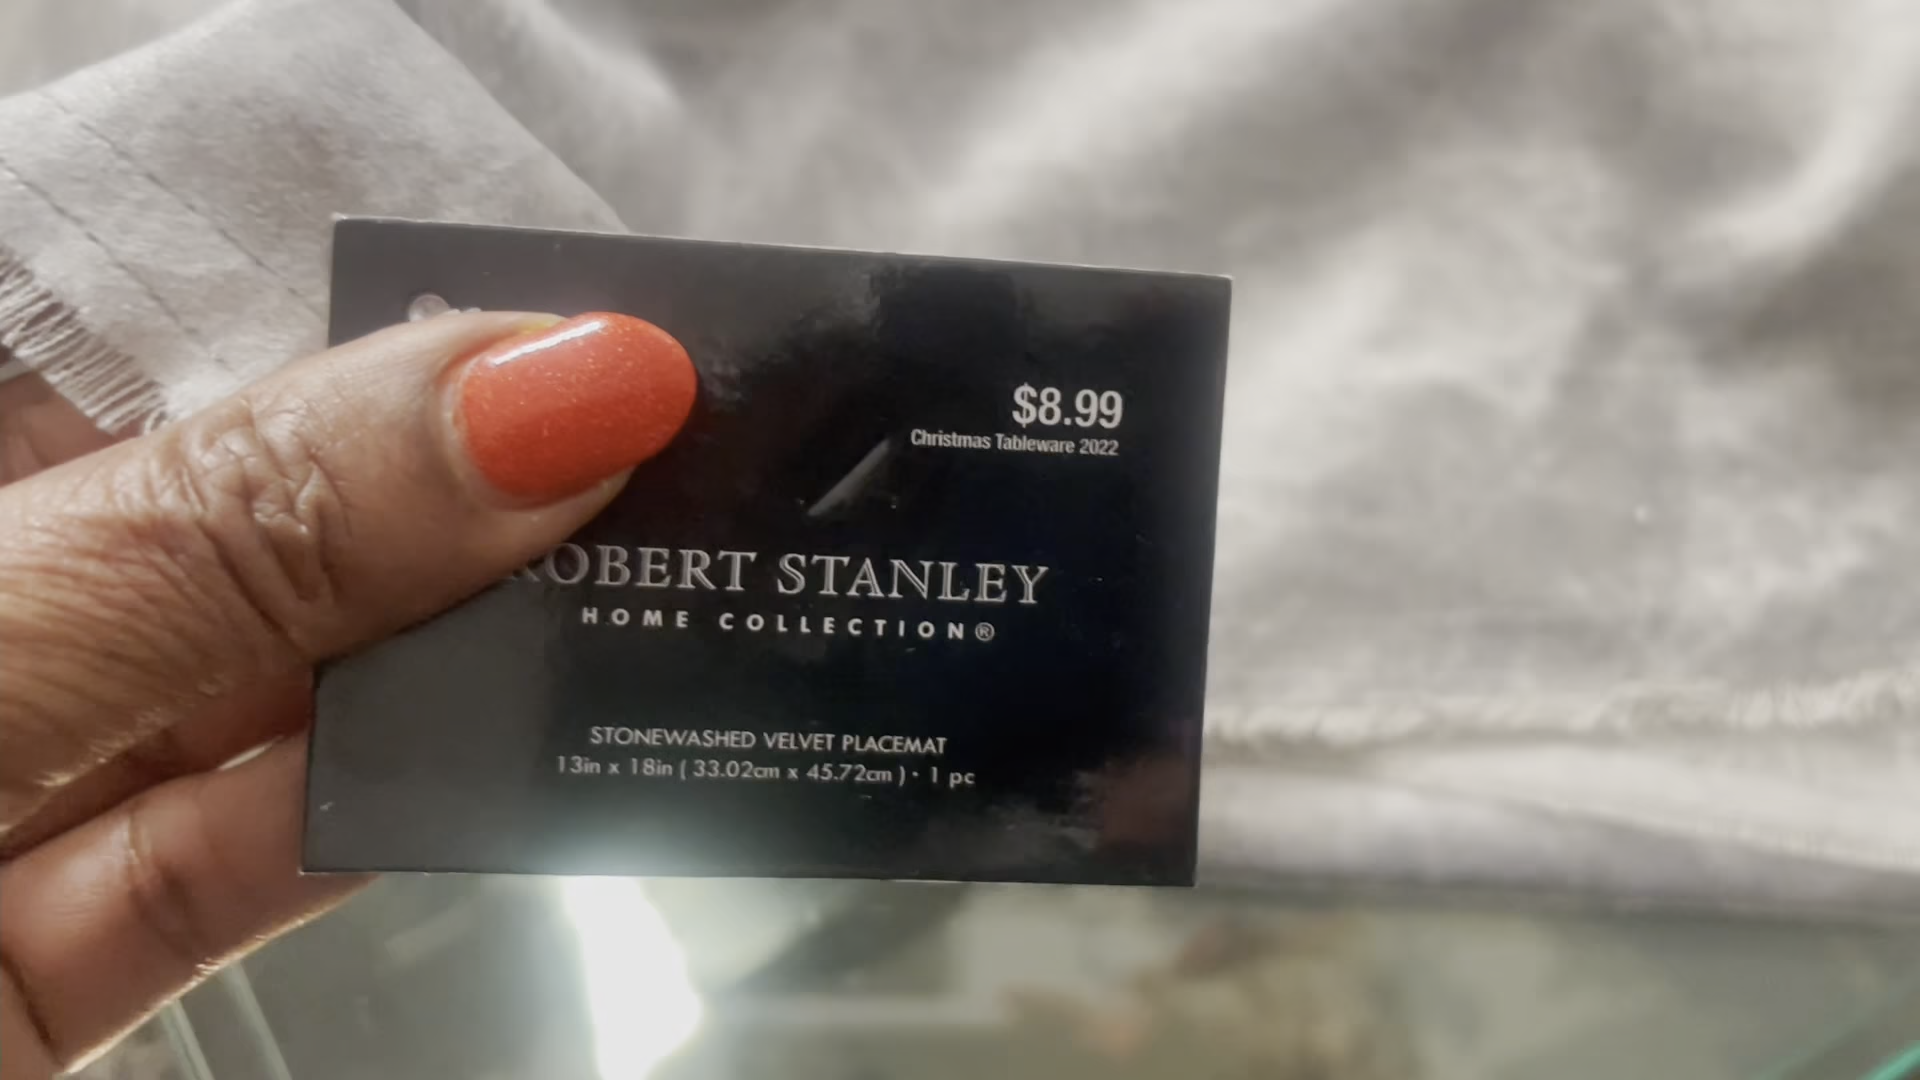 $8.99
Christmas Tableware 2022
ROBERT STANLEY
HOME COLLECTION®
STONEWASHED VELVET PLACEMAT
13in x 18in ( 33.02cm x 45.72cm ) · 1 pc